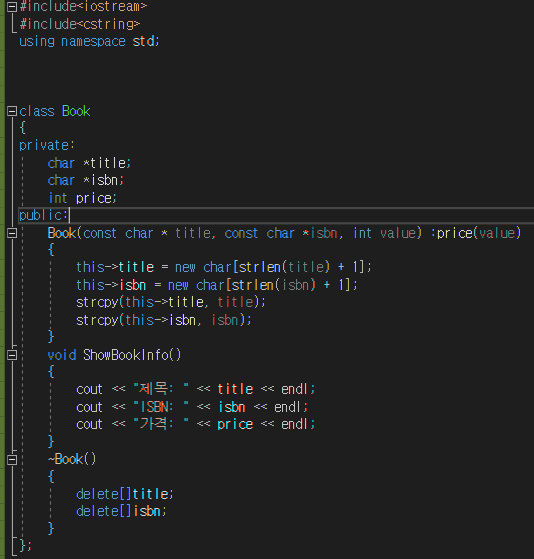 #include<iostream>
#include<cstring>
using namespace std;
class Book
{
private:
char *title;
char *isbn;
int price;
public:
Book(const char * title, const char *isbn, int value) :price(value)
{
this->title = new char[strlen(title) + 1];
this->isbn = new char[strlen(isbn) + 1];
strcpy(this->title, title);
strcpy(this->isbn, isbn);
}
void ShowBookInfo()
{
cout << "제목: " << title << endl;
cout << "ISBN: " << isbn << endl;
cout << "가격: " << price << endl;
}
~Book()
{
delete[]title;
delete[]isbn;
}
};